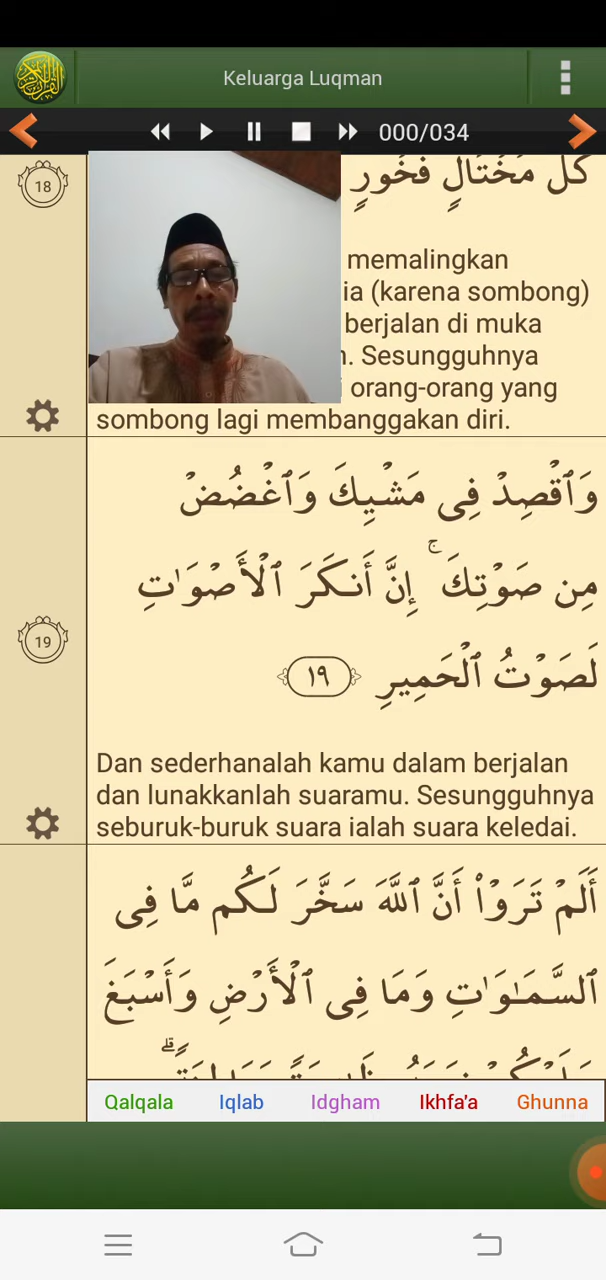 Keluarga Luqman
000/034
18
كُلَّ مُخْتَالٍ فَخُورٍ
memalingkan
ia (karena sombong)
berjalan di muka
. Sesungguhnya
orang-orang yang
sombong lagi membanggakan diri.
وَٱقْصِدْ فِى مَشْيِكَ وَٱغْضُضْ
مِن صَوْتِكَ ۚ إِنَّ أَنكَرَ ٱلْأَصْوَٰتِ
19
لَصَوْتُ ٱلْحَمِيرِ ١٩
Dan sederhanalah kamu dalam berjalan
dan lunakkanlah suaramu. Sesungguhnya
seburuk-buruk suara ialah suara keledai.
أَلَمْ تَرَوْا۟ أَنَّ ٱللَّهَ سَخَّرَ لَكُم مَّا فِى
ٱلسَّمَـٰوَٰتِ وَمَا فِى ٱلْأَرْضِ وَأَسْبَغَ
Qalqala Iqlab Idgham Ikhfa'a Ghunna